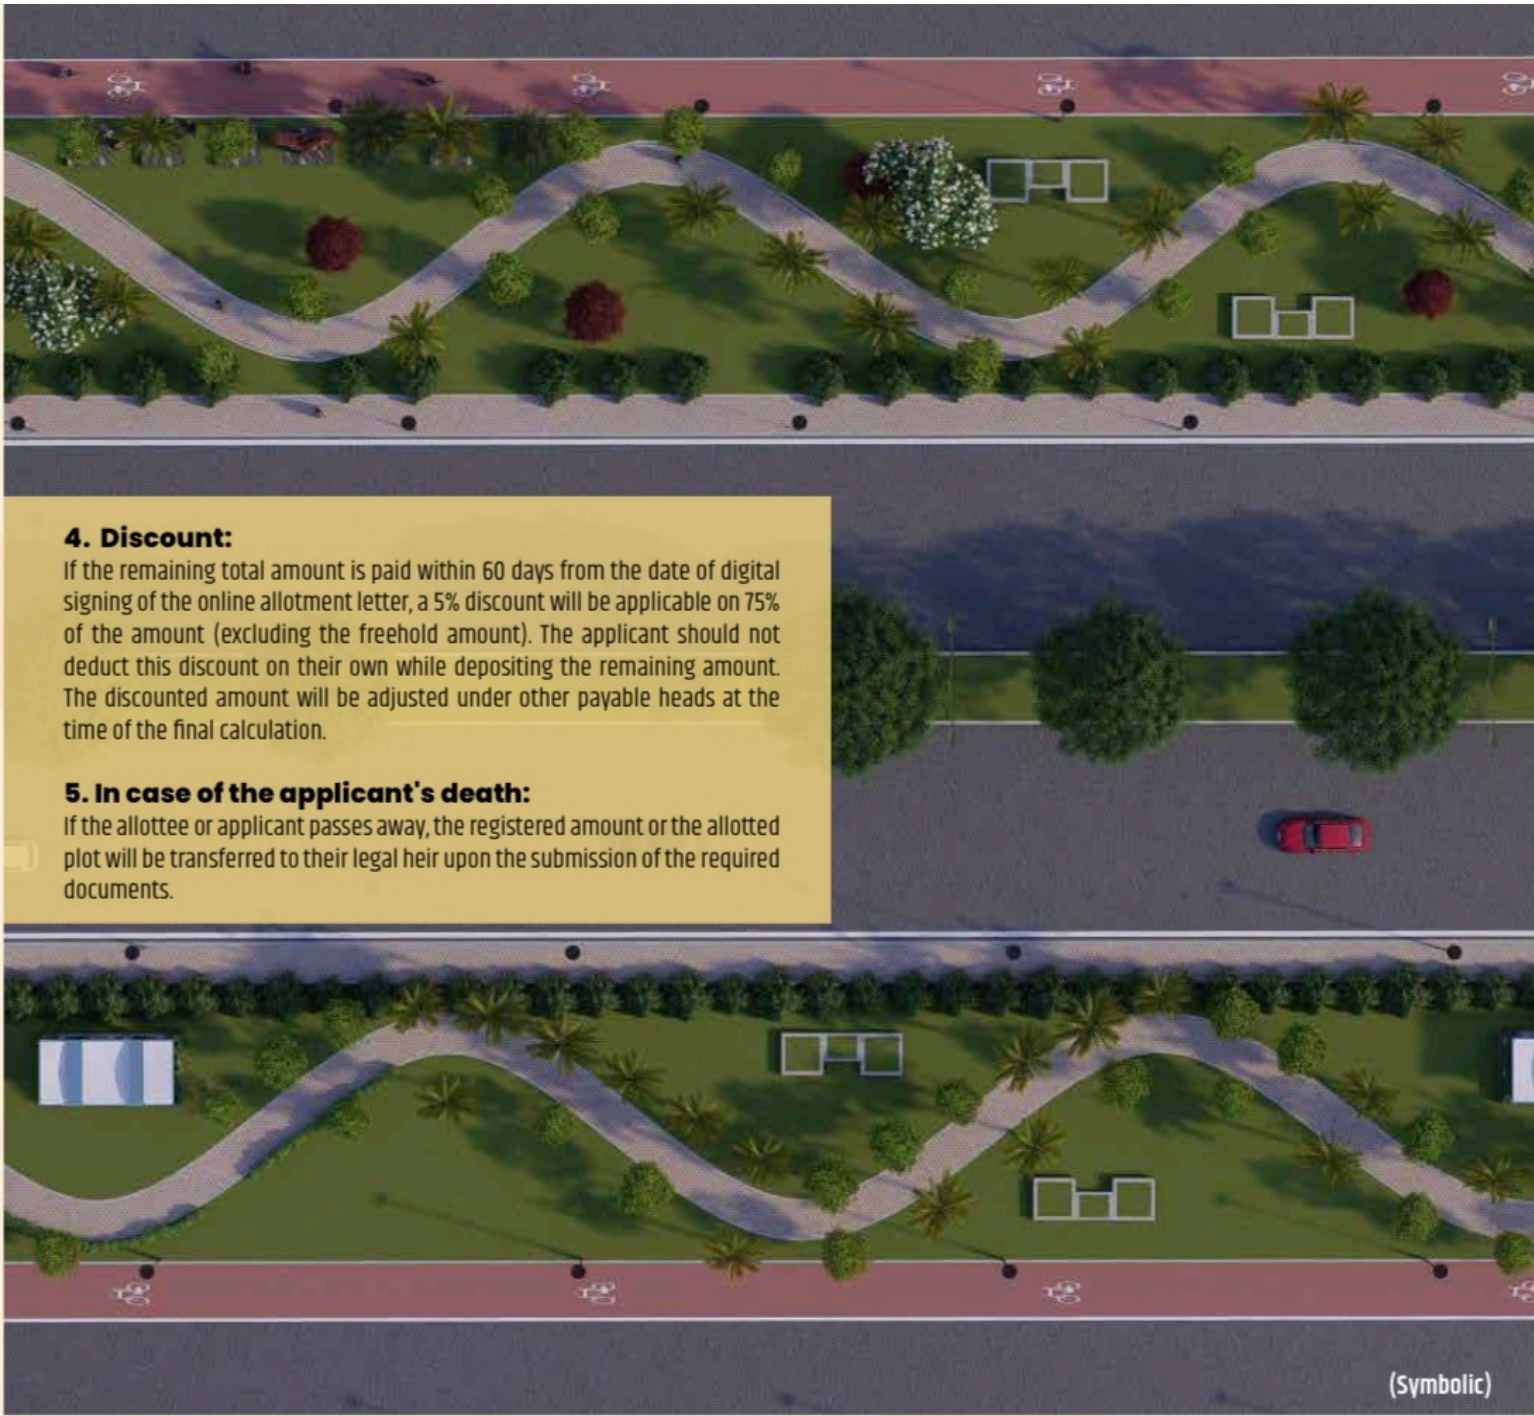 4. Discount:
If the remaining total amount is paid within 60 days from the date of digital
signing of the online allotment letter, a 5% discount will be applicable on 75%
of the amount (excluding the freehold amount). The applicant should not
deduct this discount on their own while depositing the remaining amount.
The discounted amount will be adjusted under other payable heads at the
time of the final calculation.
5. In case of the applicant's death:
If the allottee or applicant passes away, the registered amount or the allotted
plot will be transferred to their legal heir upon the submission of the required
documents.
(Symbolic)